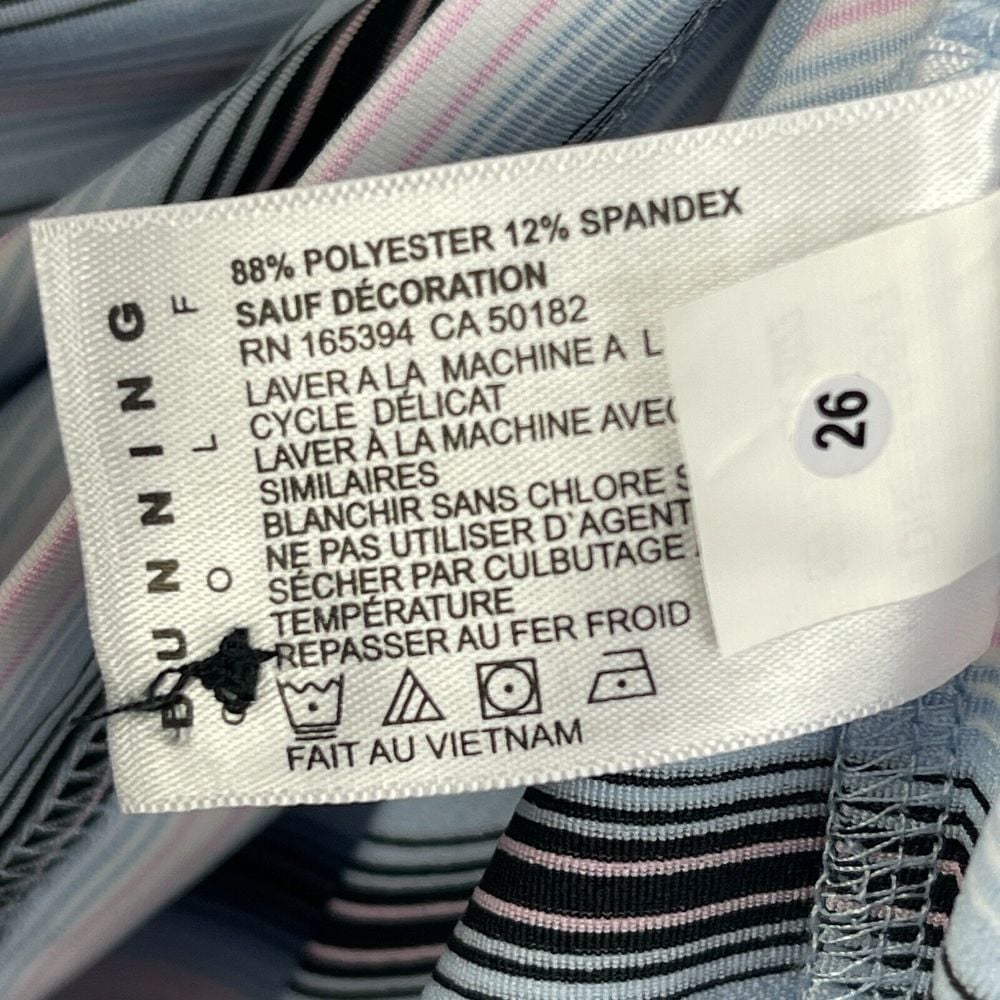 88% POLYESTER 12% SPANDEX
SAUF DÉCORATION
RN 165394 CA 50182
LAVER A LA MACHINE A L
CYCLE DÉLICAT
LAVER À LA MACHINE AVEC
SIMILAIRES
BLANCHIR SANS CHLORE S
NE PAS UTILISER D`AGENT
SÉCHER PAR CULBUTAGE
TEMPÉRATURE
REPASSER AU FER FROID
FAIT AU VIETNAM
BUNNING
GOLF
26